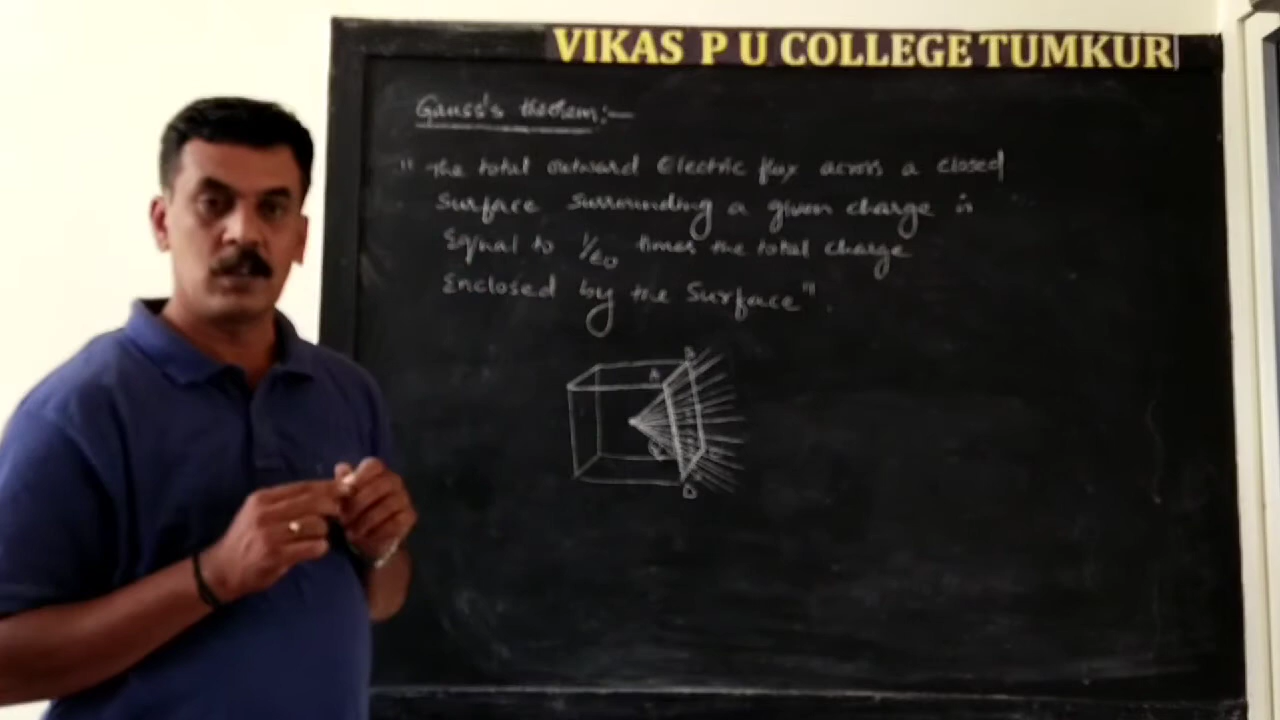 VIKAS P U COLLEGE TUMKUR
Gauss's theorem:-
" The total outward Electric flux across a closed
Surface surrounding a given charge is
Equal to 1/ε0 times the total charge
Enclosed by the Surface".
B
A
C
D